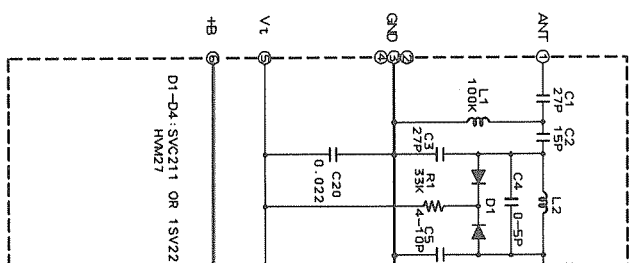 +B
Vt
GND
ANT
6
5
4
3
2
1
D1-D4:SVC211 OR 1SV22
HVM27
L1
100K
C1
27P
C2
15P
C3
27P
C20
0.022
R1
33K
D1
C4
0-5P
L2
C5
4-10P